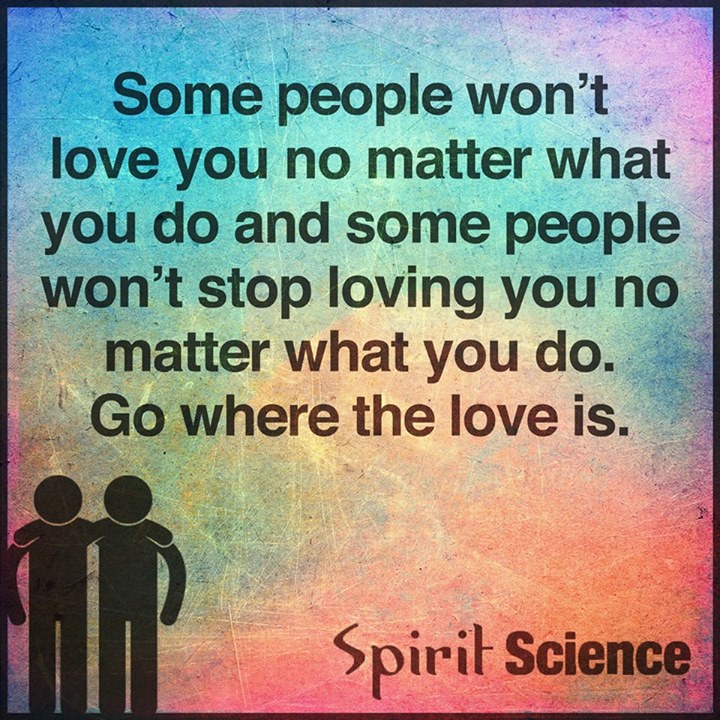 Some people won’t
love you no matter what
you do and some people
won’t stop loving you no
matter what you do.
Go where the love is.
Spirit Science